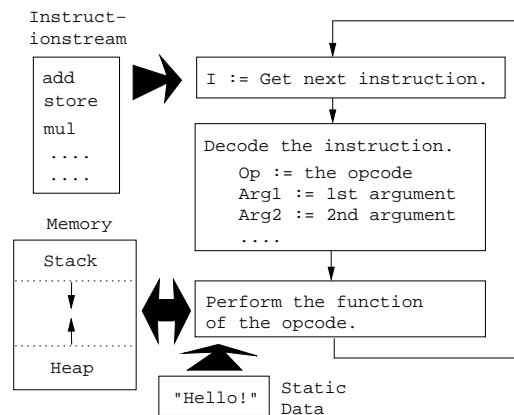 Instruct-
ionstream
add
store
mul
....
....
I := Get next instruction.
Decode the instruction.
Op := the opcode
Arg1 := 1st argument
Arg2 := 2nd argument
....
Memory
Stack
Heap
Perform the function
of the opcode.
"Hello!"
Static
Data